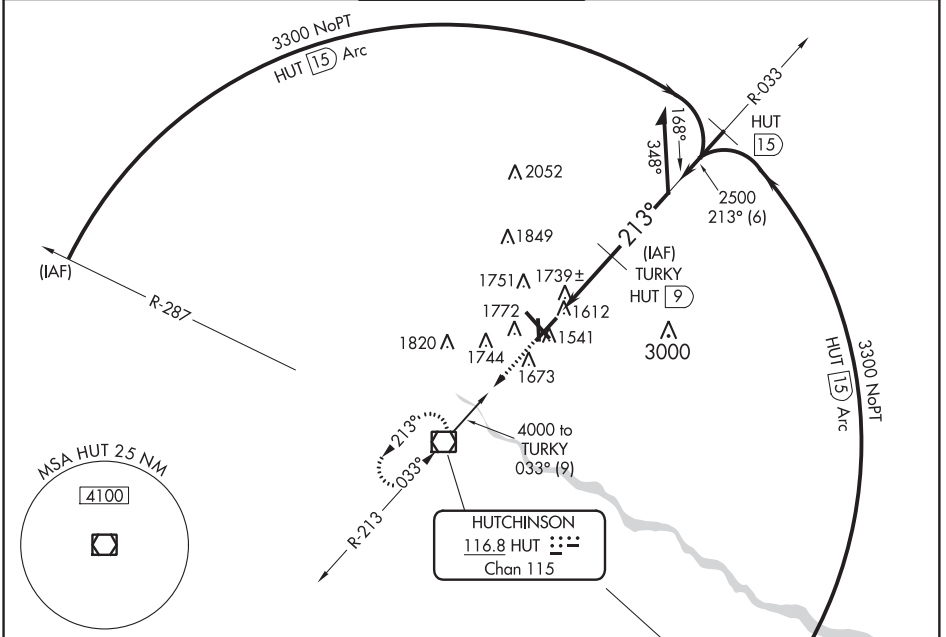 3300 NoPT
HUT 15 Arc
R-033
HUT
15
168°
348°
2500
213° (6)
2052
213°
(IAF)
TURKY
HUT 9
1849
1751
1739±
(IAF)
R-287
1772
1612
1820
1744
1541
1673
3000
3300 NoPT
HUT 15 Arc
4000 to
TURKY
033° (9)
213°
033°
R-213
MSA HUT 25 NM
4100
HUTCHINSON
116.8 HUT
Chan 115